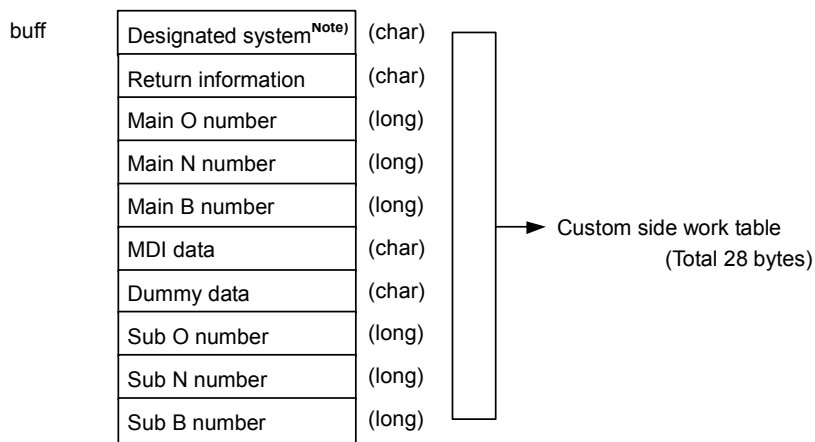 buff Designated system Note) (char)
Return information (char)
Main O number (long)
Main N number (long)
Main B number (long)
MDI data (char)
Dummy data (char)
Sub O number (long)
Sub N number (long)
Sub B number (long)
Custom side work table
(Total 28 bytes)